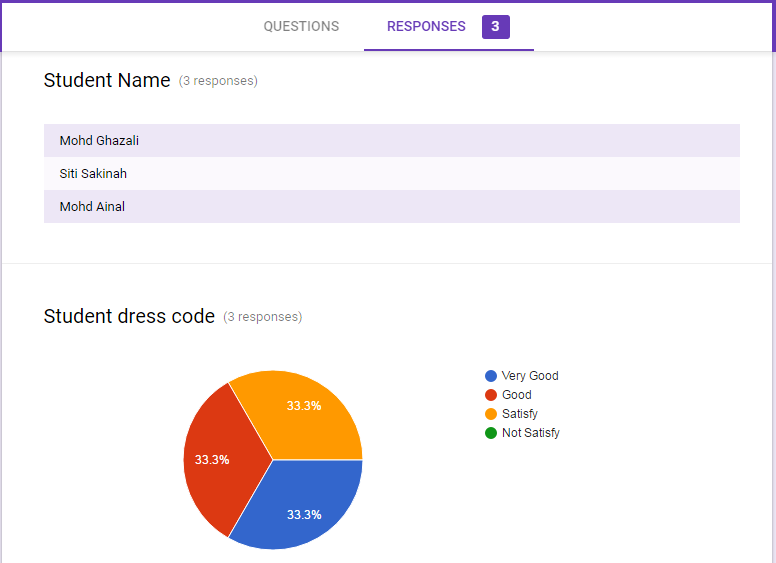 QUESTIONS RESPONSES 3
Student Name (3 responses)
Mohd Ghazali
Siti Sakinah
Mohd Ainal
Student dress code (3 responses)
33.3%
33.3%
33.3%
Very Good
Good
Satisfy
Not Satisfy